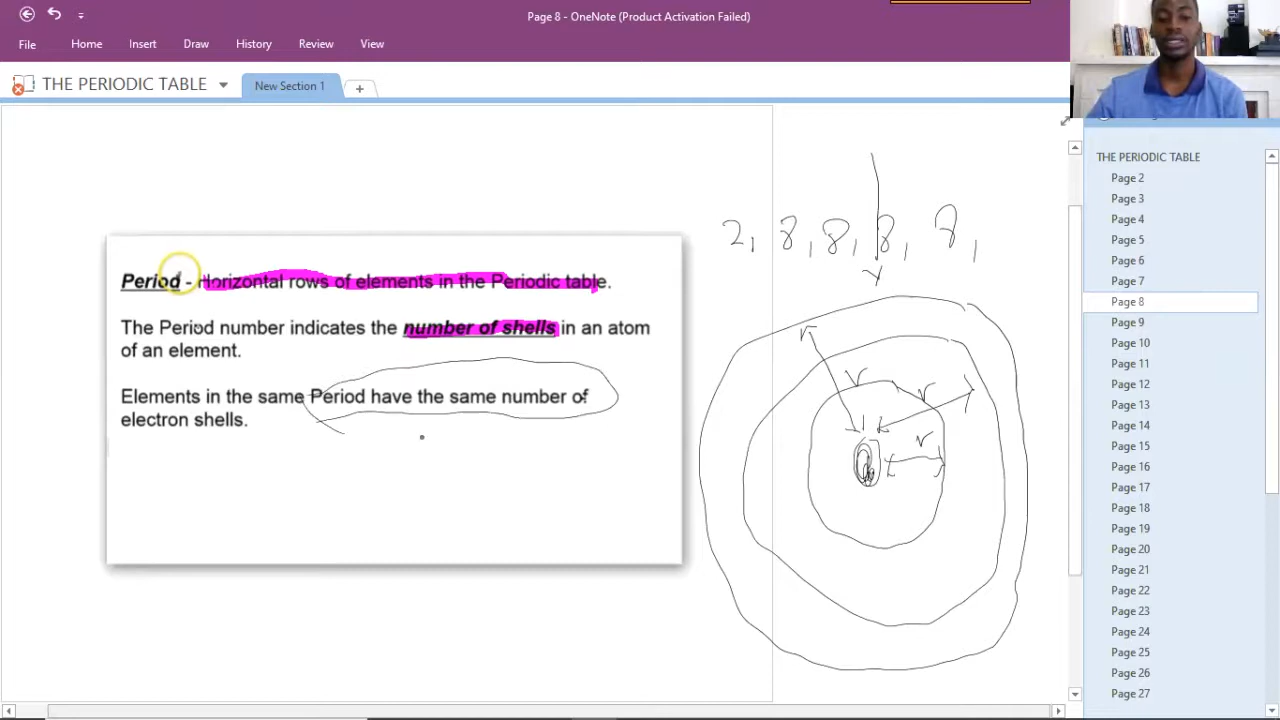 Page 8 - OneNote (Product Activation Failed)
File Home Insert Draw History Review View
THE PERIODIC TABLE New Section 1
Period - Horizontal rows of elements in the Periodic table.
The Period number indicates the number of shells in an atom
of an element.
Elements in the same Period have the same number of
electron shells.
2, 8, 8, 8, 8,
r
r
r
r
THE PERIODIC TABLE
Page 2
Page 3
Page 4
Page 5
Page 6
Page 7
Page 8
Page 9
Page 10
Page 11
Page 12
Page 13
Page 14
Page 15
Page 16
Page 17
Page 18
Page 19
Page 20
Page 21
Page 22
Page 23
Page 24
Page 25
Page 26
Page 27